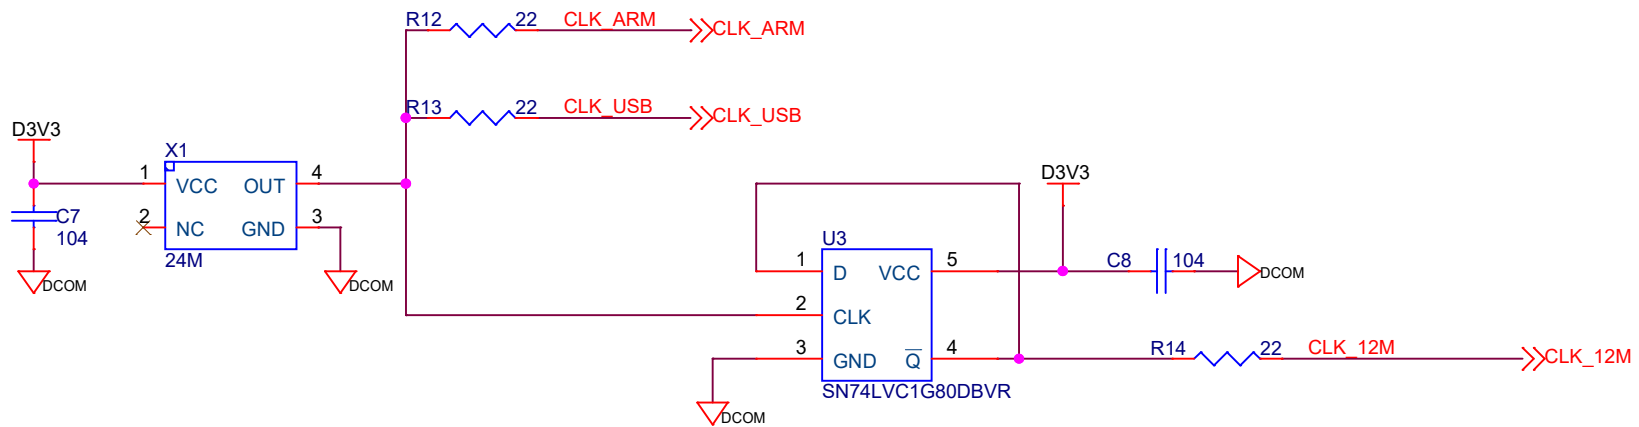 R12 22 CLK_ARM CLK_ARM
R13 22 CLK_USB CLK_USB
D3V3
X1
1 VCC OUT 4
2 NC GND 3
24M
C7
104
DCOM
DCOM
D3V3
U3
1 D VCC 5
2 CLK
3 GND Q 4
SN74LVC1G80DBVR
C8 104
DCOM
R14 22 CLK_12M CLK_12M
DCOM